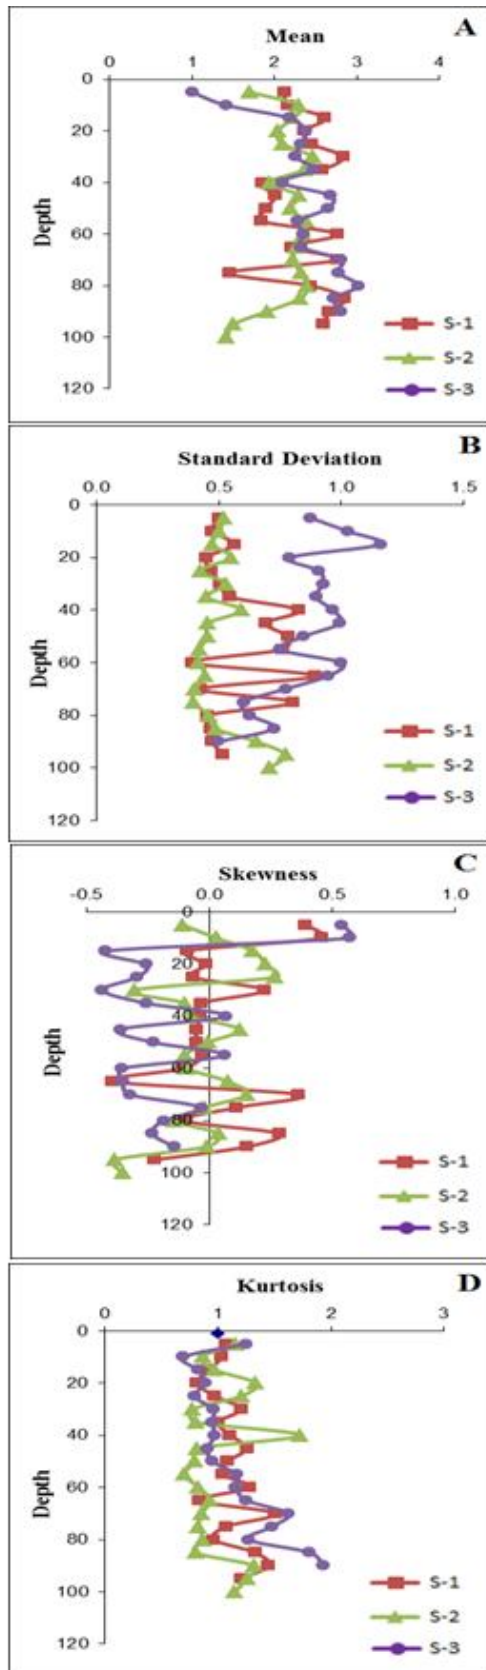 A
Mean
0 1 2 3 4
0
20
40
60
80
100
120
Depth
S-1
S-2
S-3
B
Standard Deviation
0.0 0.5 1.0 1.5
0
20
40
60
80
100
120
Depth
S-1
S-2
S-3
C
Skewness
-0.5 0.0 0.5 1.0
0
20
40
60
80
100
120
Depth
S-1
S-2
S-3
D
Kurtosis
0 1 2 3
0
20
40
60
80
100
120
Depth
S-1
S-2
S-3